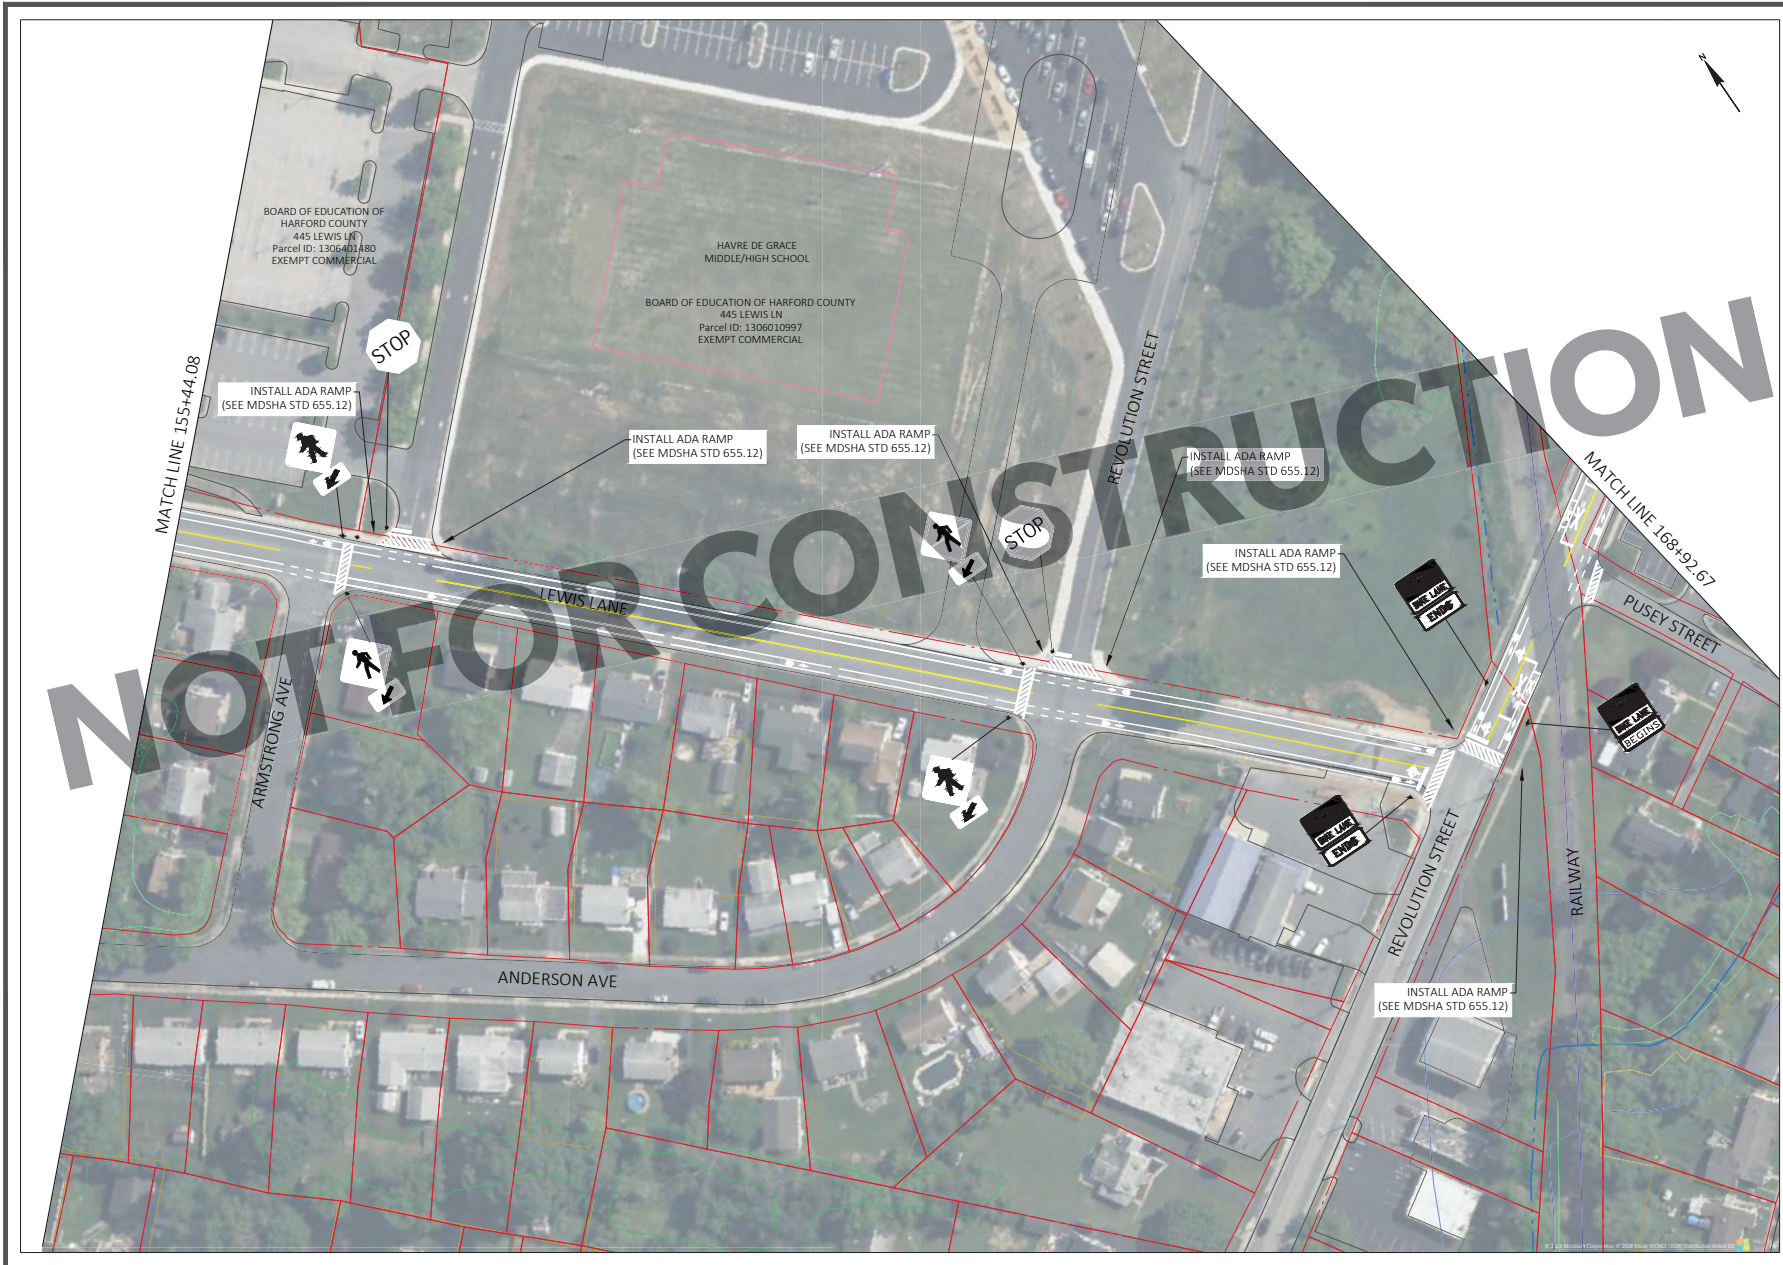 N
BOARD OF EDUCATION OF
HARFORD COUNTY
445 LEWIS LN
Parcel ID: 1306401480
EXEMPT COMMERCIAL
HAVRE DE GRACE
MIDDLE/HIGH SCHOOL
BOARD OF EDUCATION OF HARFORD COUNTY
445 LEWIS LN
Parcel ID: 1306010997
EXEMPT COMMERCIAL
STOP
MATCH LINE 155+44.08
INSTALL ADA RAMP
(SEE MDSHA STD 655.12)
INSTALL ADA RAMP
(SEE MDSHA STD 655.12)
INSTALL ADA RAMP
(SEE MDSHA STD 655.12)
REVOLUTION STREET
INSTALL ADA RAMP
(SEE MDSHA STD 655.12)
NOT FOR CONSTRUCTION
MATCH LINE 168+92.67
STOP
INSTALL ADA RAMP
(SEE MDSHA STD 655.12)
BIKE LANE
ENDS
LEWIS LANE
PUSEY STREET
BIKE LANE
BEGINS
ARMSTRONG AVE
BIKE LANE
ENDS
REVOLUTION STREET
RAILWAY
ANDERSON AVE
INSTALL ADA RAMP
(SEE MDSHA STD 655.12)